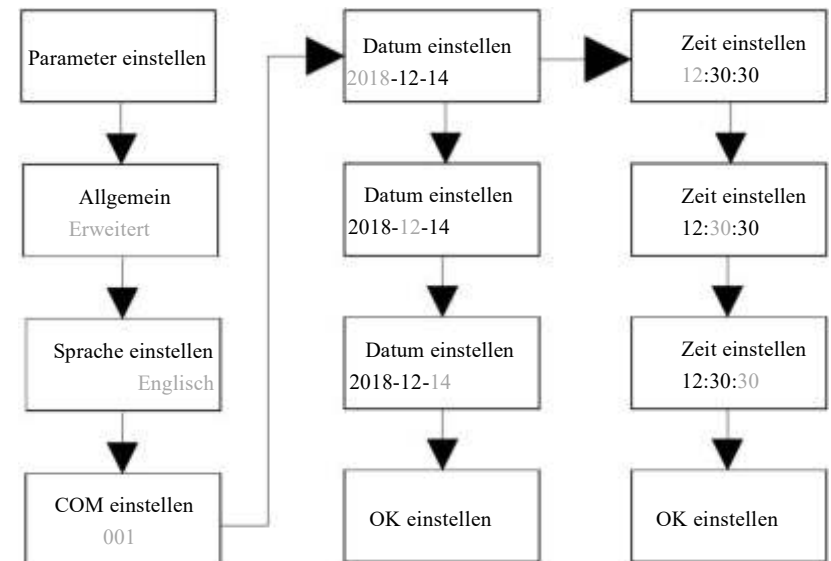 Parameter einstellen
Allgemein
Erweitert
Sprache einstellen
Englisch
COM einstellen
001
Datum einstellen
2018-12-14
Datum einstellen
2018-12-14
Datum einstellen
2018-12-14
OK einstellen
Zeit einstellen
12:30:30
Zeit einstellen
12:30:30
Zeit einstellen
12:30:30
OK einstellen